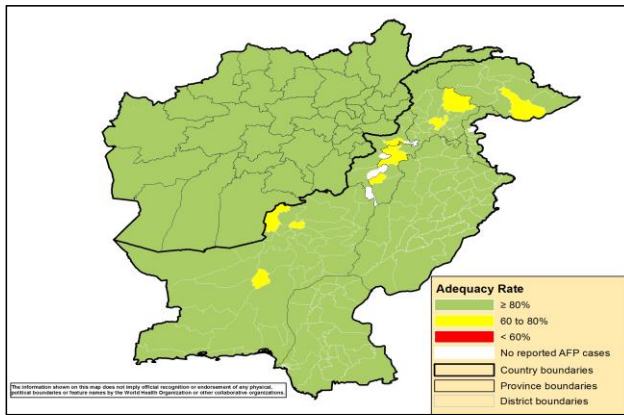 Adequacy Rate
≥ 80%
60 to 80%
< 60%
No reported AFP cases
Country boundaries
Province boundaries
District boundaries
The information shown on this map does not imply official recognition or endorsement of any physical,
political boundaries or feature names by the World Health Organization or other collaborative organizations.